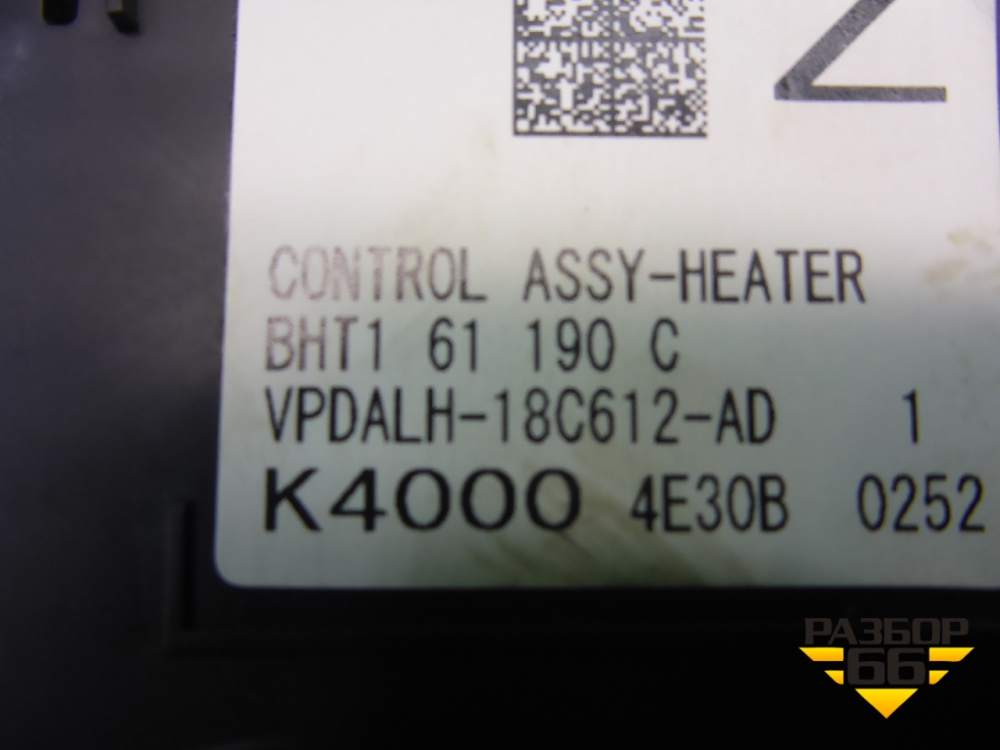 Z
CONTROL ASSY-HEATER
BHT1 61 190 C
VPDALH-18C612-AD 1
K4000 4E30B 0252
РАЗБОР
66